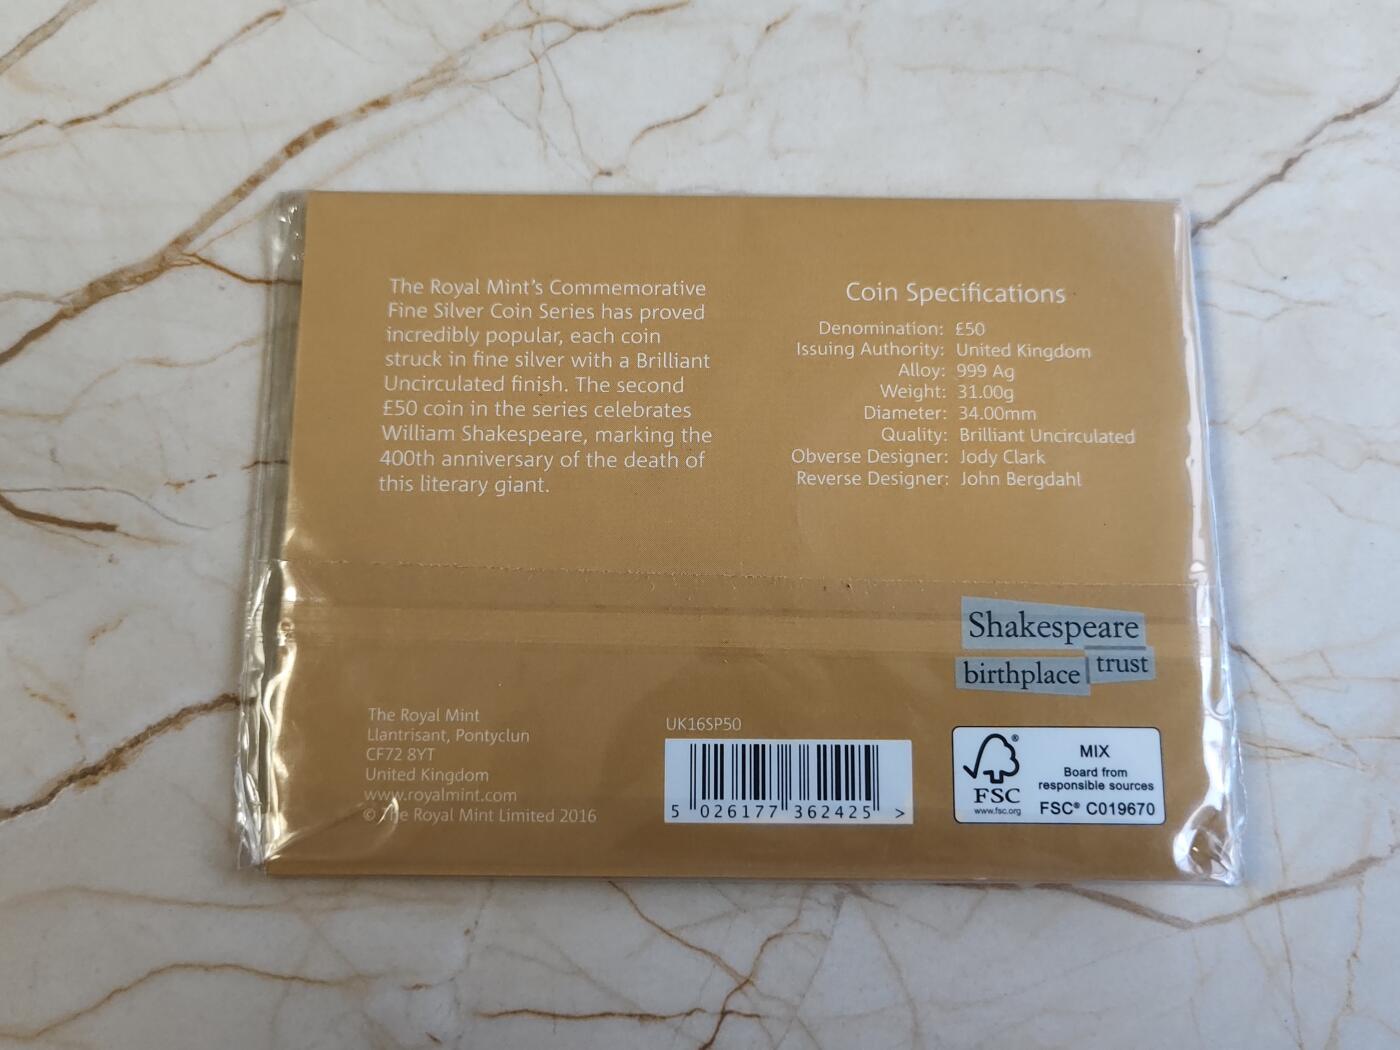 The Royal Mint's Commemorative
Fine Silver Coin Series has proved
incredibly popular, each coin
struck in fine silver with a Brilliant
Uncirculated finish. The second
£50 coin in the series celebrates
William Shakespeare, marking the
400th anniversary of the death of
this literary giant.
Coin Specifications
Denomination: £50
Issuing Authority: United Kingdom
Alloy: 999 Ag
Weight: 31.00g
Diameter: 34.00mm
Quality: Brilliant Uncirculated
Obverse Designer: Jody Clark
Reverse Designer: John Bergdahl
Shakespeare
birthplace trust
The Royal Mint
Llantrisant, Pontyclun
CF72 8YT
United Kingdom
www.royalmint.com
© The Royal Mint Limited 2016
UK16SP50
5 026177 362425 >
FSC®
www.fsc.org
MIX
Board from
responsible sources
FSC® C019670